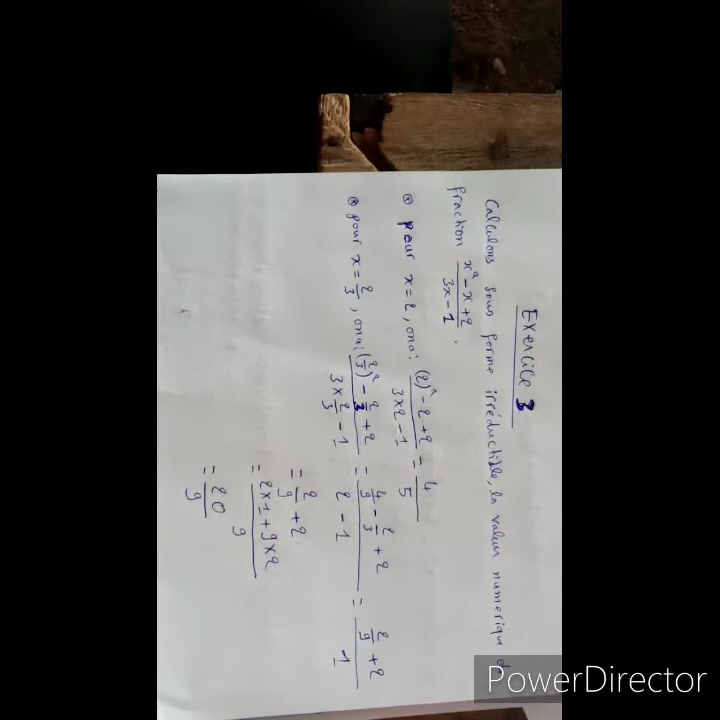 Exercice 3
Calculons sous forme irréductible, la valeur numérique d
fraction x² - x + 2 / 3x - 1 .
⊗ pour x = 2, on a : (2)² - 2 + 2 / 3 x 2 - 1 = 4 / 5
⊗ pour x = 2/3, on a : (2/3)² - 2/3 + 2 / 3 x 2/3 - 1 = 4/9 - 2/3 + 2 / 2 - 1 = 2/9 + 2 / 1
= 2/9 + 2.
= 2 x 1 + 9 x 2 / 9
= 20 / 9
PowerDirector